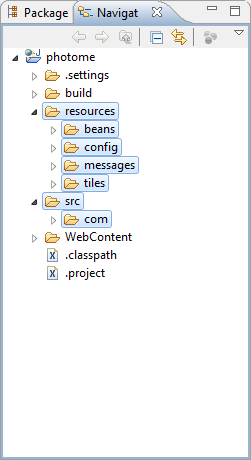 Package Navigat
photome
.settings
build
resources
beans
config
messages
tiles
src
com
WebContent
.classpath
.project